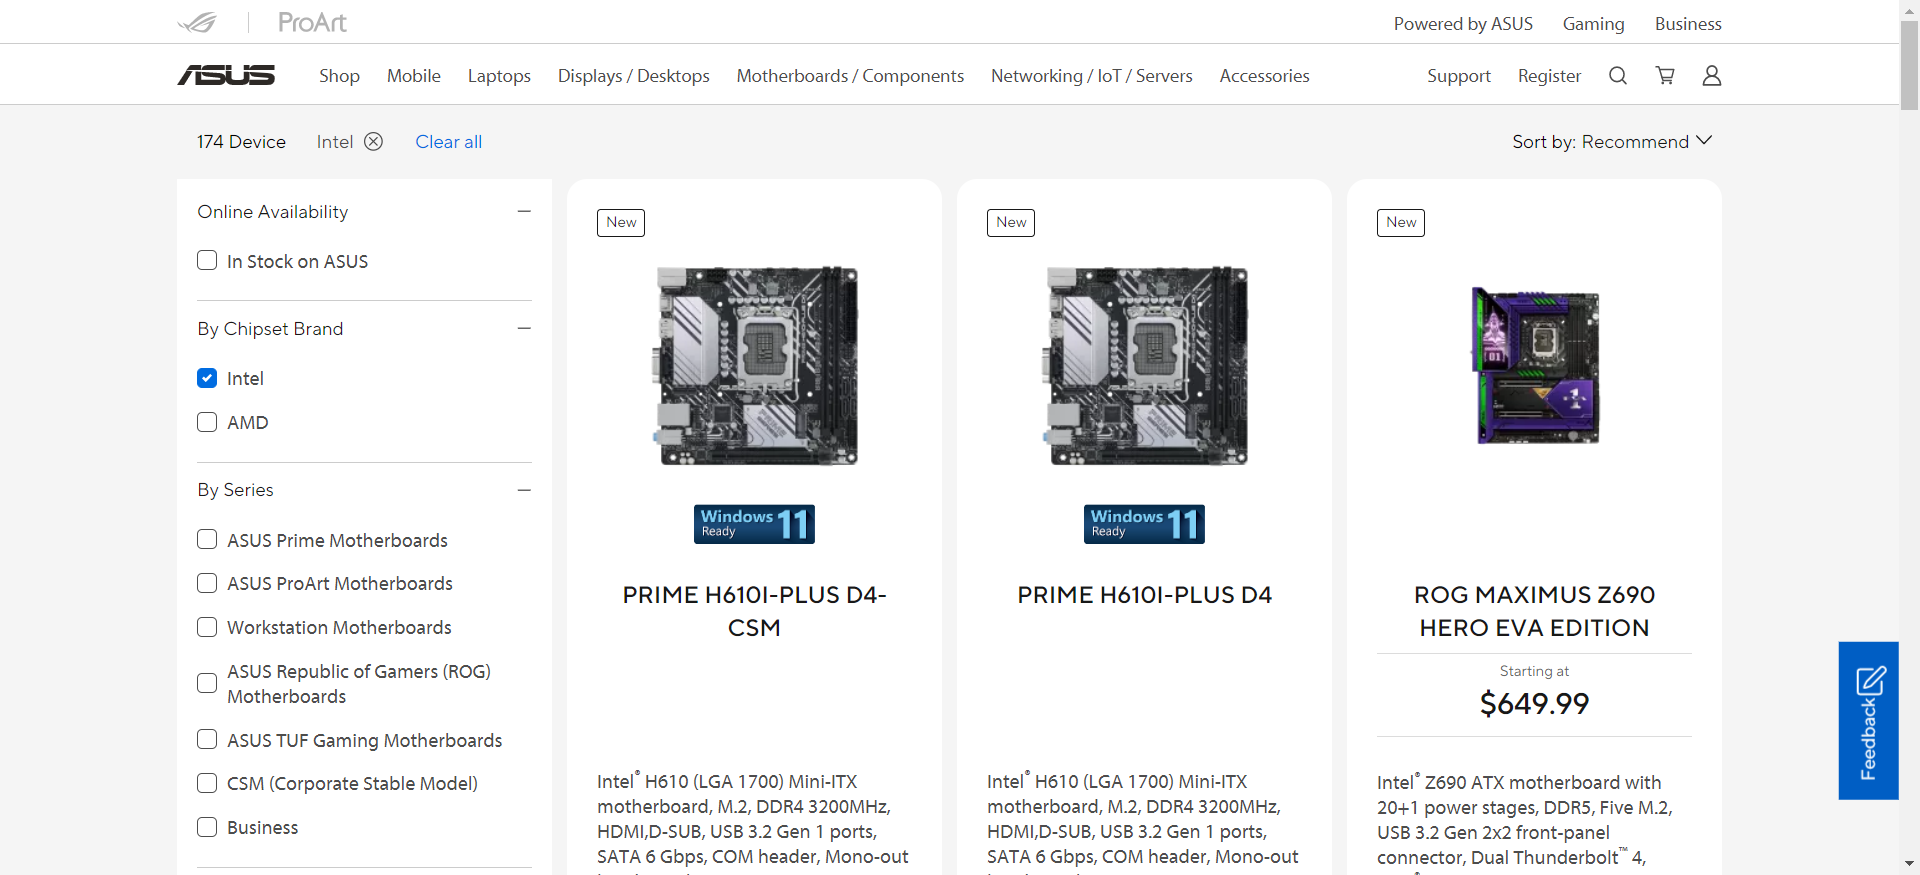 ProArt
Powered by ASUS
Gaming
Business
ASUS
Shop
Mobile
Laptops
Displays / Desktops
Motherboards / Components
Networking / IoT / Servers
Accessories
Support
Register
174 Device
Intel
Clear all
Sort by: Recommend
Online Availability
In Stock on ASUS
By Chipset Brand
Intel
AMD
By Series
ASUS Prime Motherboards
ASUS ProArt Motherboards
Workstation Motherboards
ASUS Republic of Gamers (ROG)
Motherboards
ASUS TUF Gaming Motherboards
CSM (Corporate Stable Model)
Business
New
Windows 11
Ready
PRIME H610I-PLUS D4-
CSM
Intel® H610 (LGA 1700) Mini-ITX
motherboard, M.2, DDR4 3200MHz,
HDMI,D-SUB, USB 3.2 Gen 1 ports,
SATA 6 Gbps, COM header, Mono-out
New
Windows 11
Ready
PRIME H610I-PLUS D4
Intel® H610 (LGA 1700) Mini-ITX
motherboard, M.2, DDR4 3200MHz,
HDMI,D-SUB, USB 3.2 Gen 1 ports,
SATA 6 Gbps, COM header, Mono-out
New
01
ROG MAXIMUS Z690
HERO EVA EDITION
Starting at
$649.99
Intel® Z690 ATX motherboard with
20+1 power stages, DDR5, Five M.2,
USB 3.2 Gen 2x2 front-panel
connector, Dual Thunderbolt™ 4,
Feedback